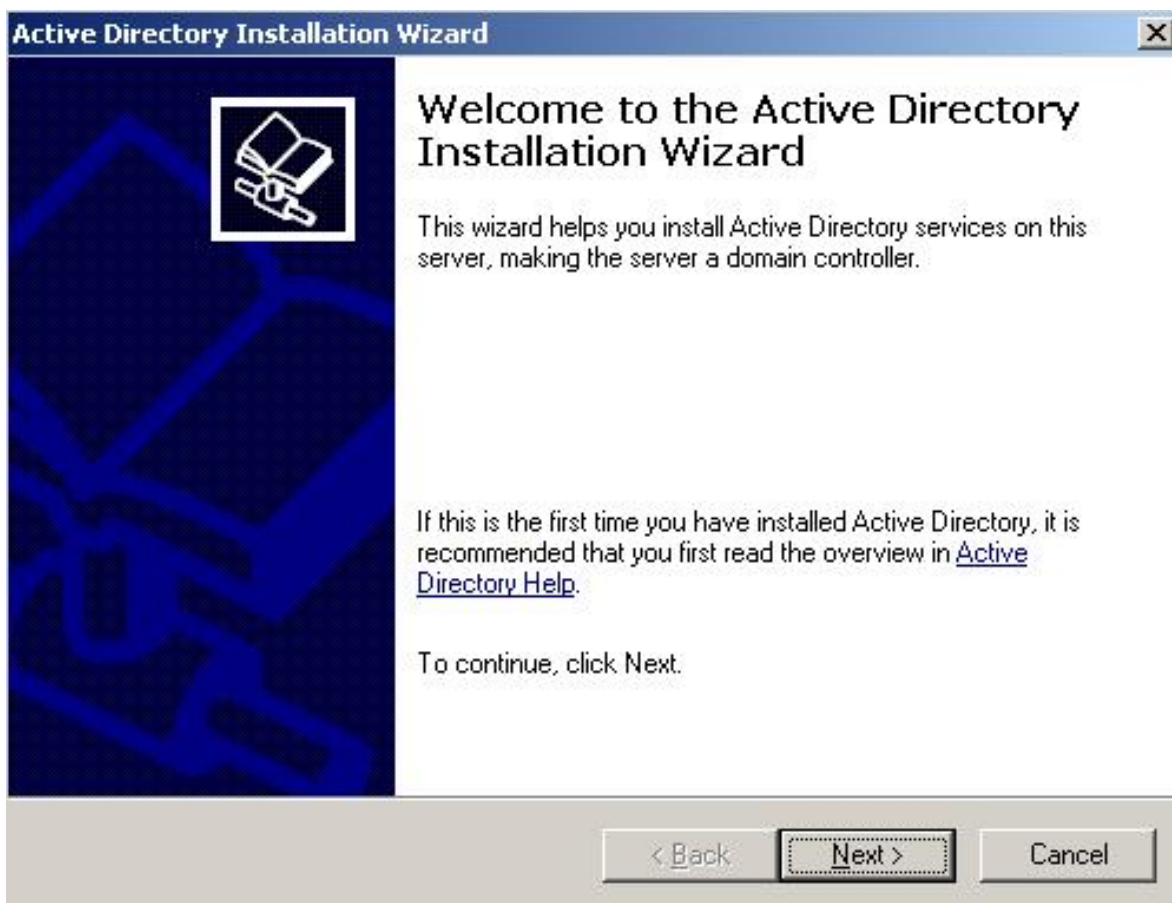 Active Directory Installation Wizard
Welcome to the Active Directory
Installation Wizard
This wizard helps you install Active Directory services on this
server, making the server a domain controller.
If this is the first time you have installed Active Directory, it is
recommended that you first read the overview in Active
Directory Help.
To continue, click Next.
< Back Next > Cancel